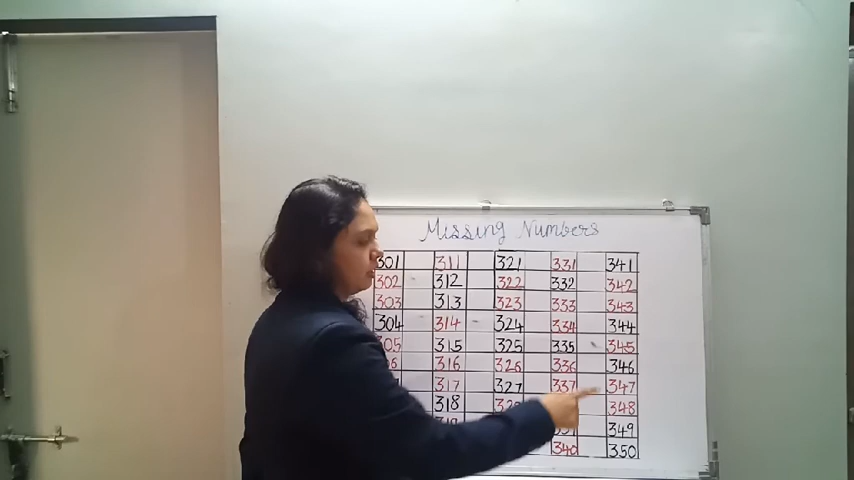 Missing Numbers
301 311 321 331 341
302 312 322 332 342
303 313 323 333 343
304 314 324 334 344
305 315 325 335 345
316 326 336 346
317 327 337 347
318 348
349
340 350